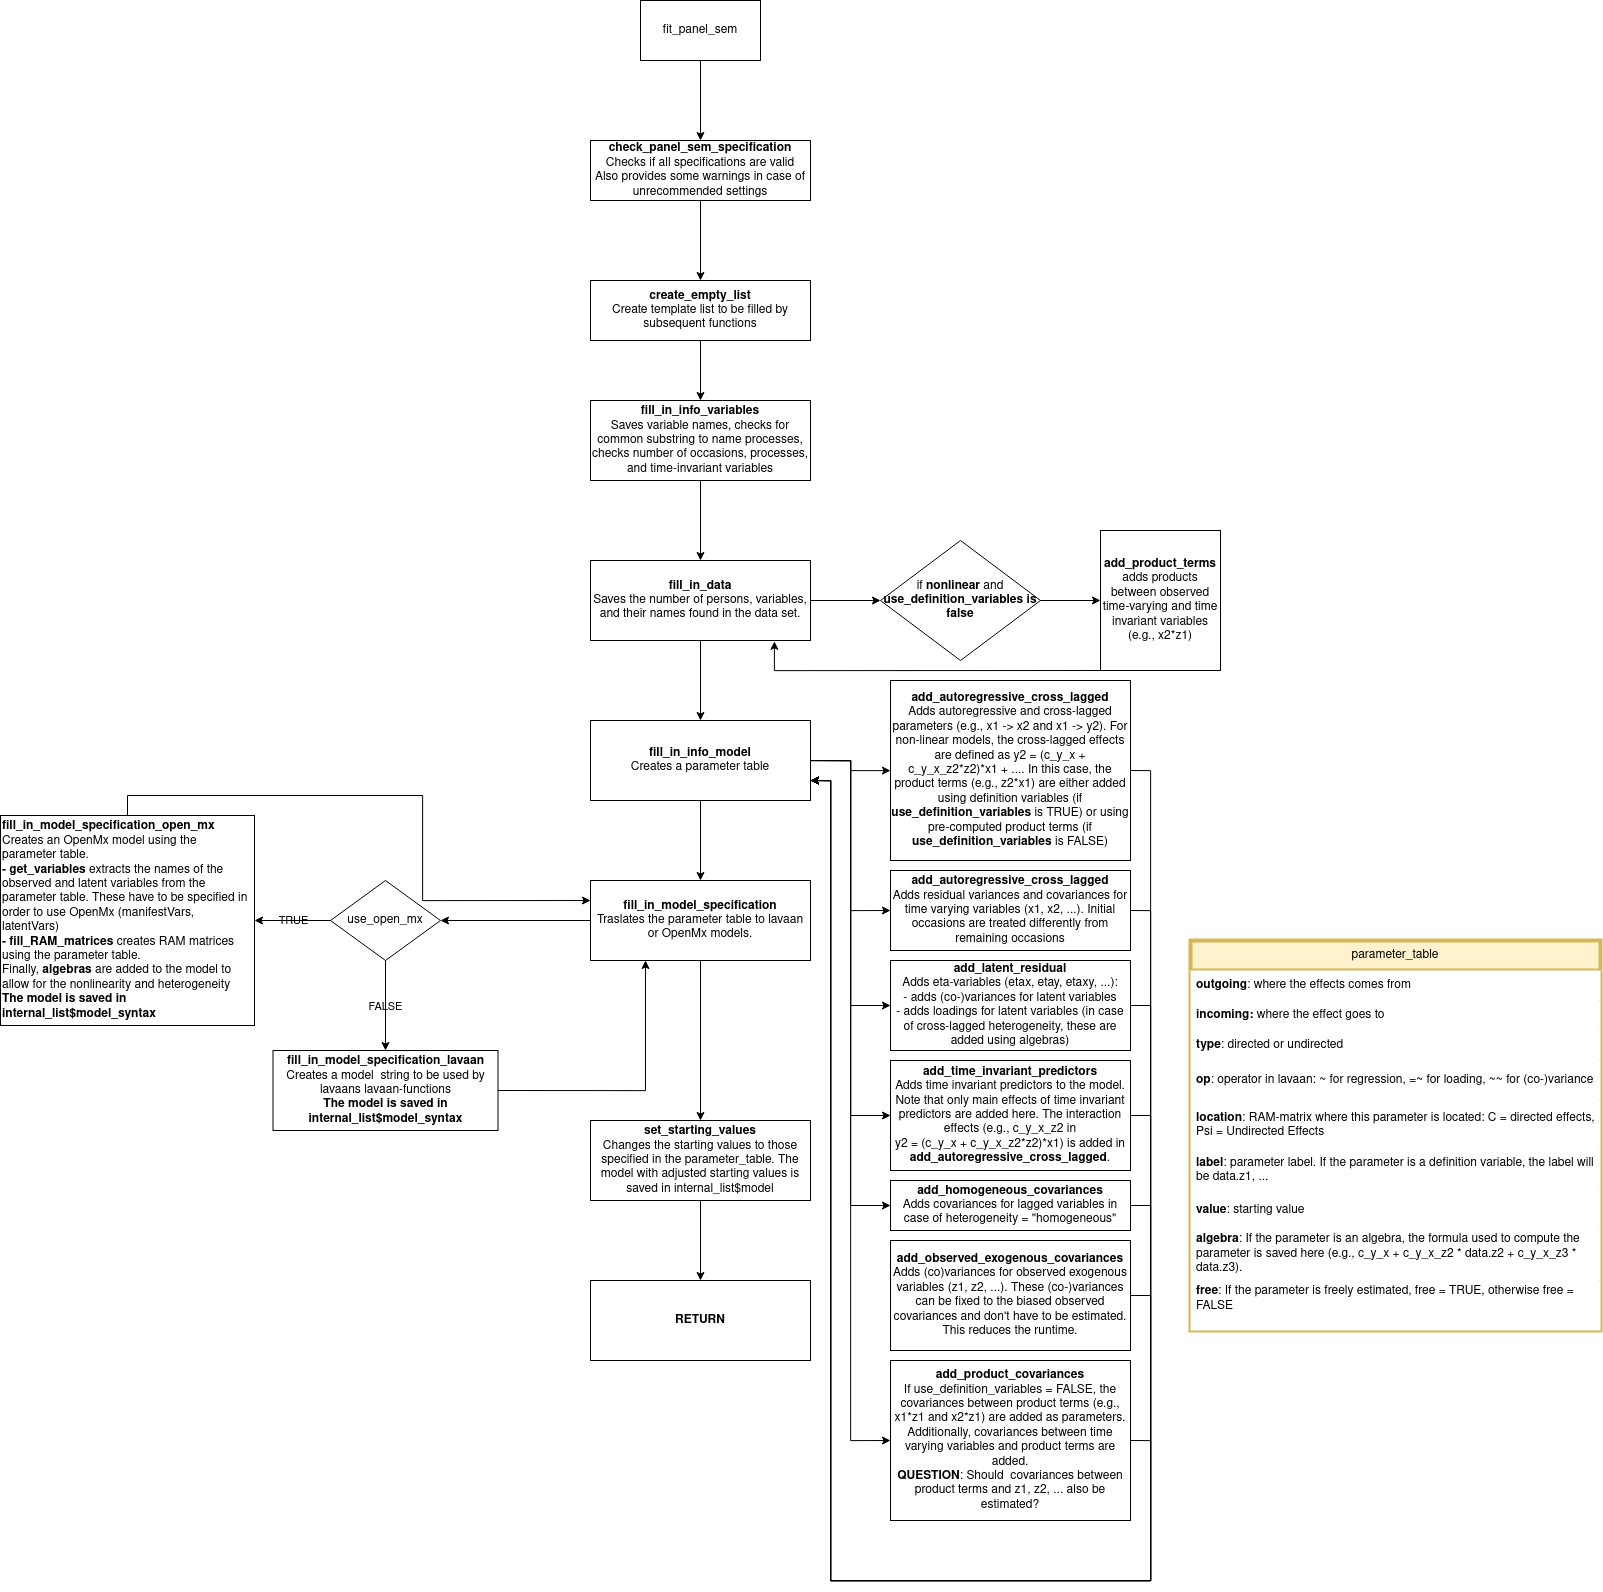 fit_panel_sem
check_panel_sem_specification
Checks if all specifications are valid
Also provides some warnings in case of
unrecommended settings
create_empty_list
Create template list to be filled by
subsequent functions
fill_in_info_variables
Saves variable names, checks for
common substring to name processes,
checks number of occasions, processes,
and time-invariant variables
fill_in_data
Saves the number of persons, variables,
and their names found in the data set.
if nonlinear and
use_definition_variables is
false
add_product_terms
adds products
between observed
time-varying and time
invariant variables
(e.g., x2*z1)
fill_in_info_model
Creates a parameter table
add_autoregressive_cross_lagged
Adds autoregressive and cross-lagged
parameters (e.g., x1 -> x2 and x1 -> y2). For
non-linear models, the cross-lagged effects
are defined as y2 = (c_y_x +
c_y_x_z2*z2)*x1 + .... In this case, the
product terms (e.g., z2*x1) are either added
using definition variables (if
use_definition_variables is TRUE) or using
pre-computed product terms (if
use_definition_variables is FALSE)
add_autoregressive_cross_lagged
Adds residual variances and covariances for
time varying variables (x1, x2, ...). Initial
occasions are treated differently from
remaining occasions
add_latent_residual
Adds eta-variables (etax, etay, etaxy, ...):
- adds (co-)variances for latent variables
- adds loadings for latent variables (in case
of cross-lagged heterogeneity, these are
added using algebras)
add_time_invariant_predictors
Adds time invariant predictors to the model.
Note that only main effects of time invariant
predictors are added here. The interaction
effects (e.g., c_y_x_z2 in
y2 = (c_y_x + c_y_x_z2*z2)*x1) is added in
add_autoregressive_cross_lagged.
add_homogeneous_covariances
Adds covariances for lagged variables in
case of heterogeneity = "homogeneous"
add_observed_exogenous_covariances
Adds (co)variances for observed exogenous
variables (z1, z2, ...). These (co-)variances
can be fixed to the biased observed
covariances and don't have to be estimated.
This reduces the runtime.
add_product_covariances
If use_definition_variables = FALSE, the
covariances between product terms (e.g.,
x1*z1 and x2*z1) are added as parameters.
Additionally, covariances between time
varying variables and product terms are
added.
QUESTION: Should  covariances between
product terms and z1, z2, ... also be
estimated?
fill_in_model_specification
Traslates the parameter table to lavaan
or OpenMx models.
use_open_mx
TRUE
FALSE
fill_in_model_specification_open_mx
Creates an OpenMx model using the
parameter table.
- get_variables extracts the names of the
observed and latent variables from the
parameter table. These have to be specified in
order to use OpenMx (manifestVars,
latentVars)
- fill_RAM_matrices creates RAM matrices
using the parameter table.
Finally, algebras are added to the model to
allow for the nonlinearity and heterogeneity
The model is saved in
internal_list$model_syntax
fill_in_model_specification_lavaan
Creates a model  string to be used by
lavaans lavaan-functions
The model is saved in
internal_list$model_syntax
set_starting_values
Changes the starting values to those
specified in the parameter_table. The
model with adjusted starting values is
saved in internal_list$model
RETURN
parameter_table
outgoing: where the effects comes from
incoming: where the effect goes to
type: directed or undirected
op: operator in lavaan: ~ for regression, =~ for loading, ~~ for (co-)variance
location: RAM-matrix where this parameter is located: C = directed effects,
Psi = Undirected Effects
label: parameter label. If the parameter is a definition variable, the label will
be data.z1, ...
value: starting value
algebra: If the parameter is an algebra, the formula used to compute the
parameter is saved here (e.g., c_y_x + c_y_x_z2 * data.z2 + c_y_x_z3 *
data.z3).
free: If the parameter is freely estimated, free = TRUE, otherwise free =
FALSE